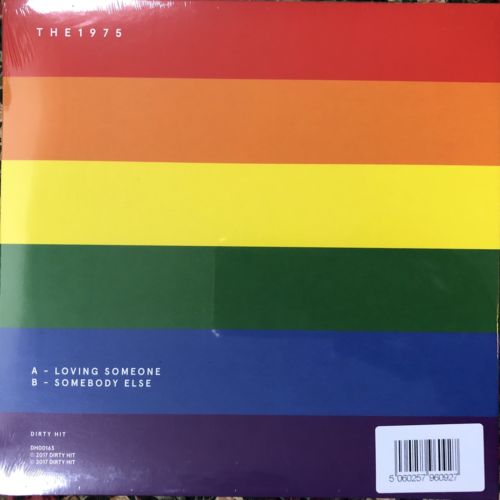 THE1975
A - LOVING SOMEONE
B - SOMEBODY ELSE
DIRTY HIT
DH00163
℗ 2017 DIRTY HIT
© 2017 DIRTY HIT
5 060257 960927